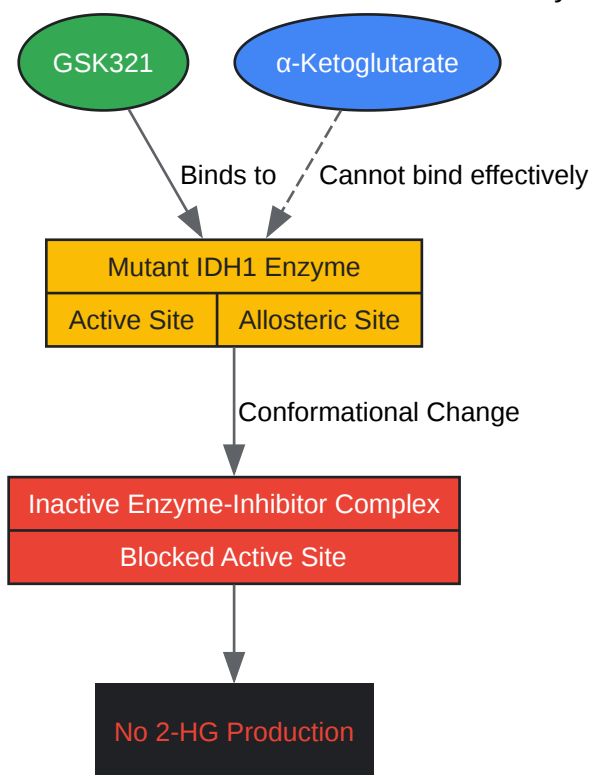 GSK321
α-Ketoglutarate
Binds to
Cannot bind effectively
Mutant IDH1 Enzyme
Active Site
Allosteric Site
Conformational Change
Inactive Enzyme-Inhibitor Complex
Blocked Active Site
No 2-HG Production